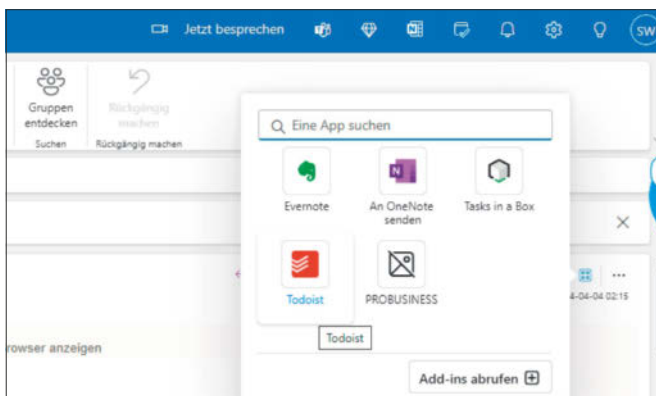 Jetzt besprechen
SW
Gruppen
entdecken
Rückgängig
machen
Suchen
Rückgängig machen
Eine App suchen
Evernote
An OneNote
senden
Tasks in a Box
Todoist
PROBUSINESS
4-04-04 02:15
Todoist
rowser anzeigen
Add-ins abrufen